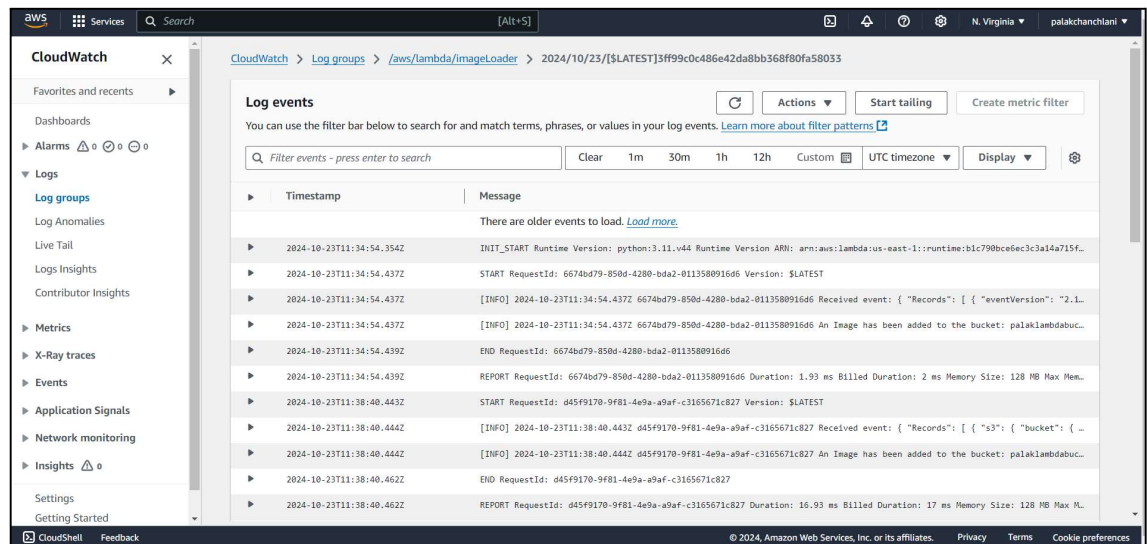 aws Services Search [Alt+S] N. Virginia palakchanchlani
CloudWatch
Favorites and recents
Dashboards
Alarms 0 0 0
Logs
Log groups
Log Anomalies
Live Tail
Logs Insights
Contributor Insights
Metrics
X-Ray traces
Events
Application Signals
Network monitoring
Insights 0
Settings
Getting Started
CloudWatch > Log groups > /aws/lambda/imageLoader > 2024/10/23/[$LATEST]3ff99c0c486e42da8bb368f80fa58033
Log events
Actions Start tailing Create metric filter
You can use the filter bar below to search for and match terms, phrases, or values in your log events. Learn more about filter patterns
Filter events - press enter to search Clear 1m 30m 1h 12h Custom UTC timezone Display
Timestamp Message
There are older events to load. Load more.
2024-10-23T11:34:54.354Z INIT_START Runtime Version: python:3.11.v44 Runtime Version ARN: arn:aws:lambda:us-east-1::runtime:b1c790bce6ec3c3a14a715f…
2024-10-23T11:34:54.437Z START RequestId: 6674bd79-850d-4280-bda2-0113580916d6 Version: $LATEST
2024-10-23T11:34:54.437Z [INFO] 2024-10-23T11:34:54.437Z 6674bd79-850d-4280-bda2-0113580916d6 Received event: { "Records": [ { "eventVersion": "2.1…
2024-10-23T11:34:54.437Z [INFO] 2024-10-23T11:34:54.437Z 6674bd79-850d-4280-bda2-0113580916d6 An Image has been added to the bucket: palaklambdabuc…
2024-10-23T11:34:54.439Z END RequestId: 6674bd79-850d-4280-bda2-0113580916d6
2024-10-23T11:34:54.439Z REPORT RequestId: 6674bd79-850d-4280-bda2-0113580916d6 Duration: 1.93 ms Billed Duration: 2 ms Memory Size: 128 MB Max Mem…
2024-10-23T11:38:40.443Z START RequestId: d45f9170-9f81-4e9a-a9af-c3165671c827 Version: $LATEST
2024-10-23T11:38:40.444Z [INFO] 2024-10-23T11:38:40.443Z d45f9170-9f81-4e9a-a9af-c3165671c827 Received event: { "Records": [ { "s3": { "bucket": { …
2024-10-23T11:38:40.444Z [INFO] 2024-10-23T11:38:40.444Z d45f9170-9f81-4e9a-a9af-c3165671c827 An Image has been added to the bucket: palaklambdabuc…
2024-10-23T11:38:40.462Z END RequestId: d45f9170-9f81-4e9a-a9af-c3165671c827
2024-10-23T11:38:40.462Z REPORT RequestId: d45f9170-9f81-4e9a-a9af-c3165671c827 Duration: 16.93 ms Billed Duration: 17 ms Memory Size: 128 MB Max M…
CloudShell Feedback © 2024, Amazon Web Services, Inc. or its affiliates. Privacy Terms Cookie preferences